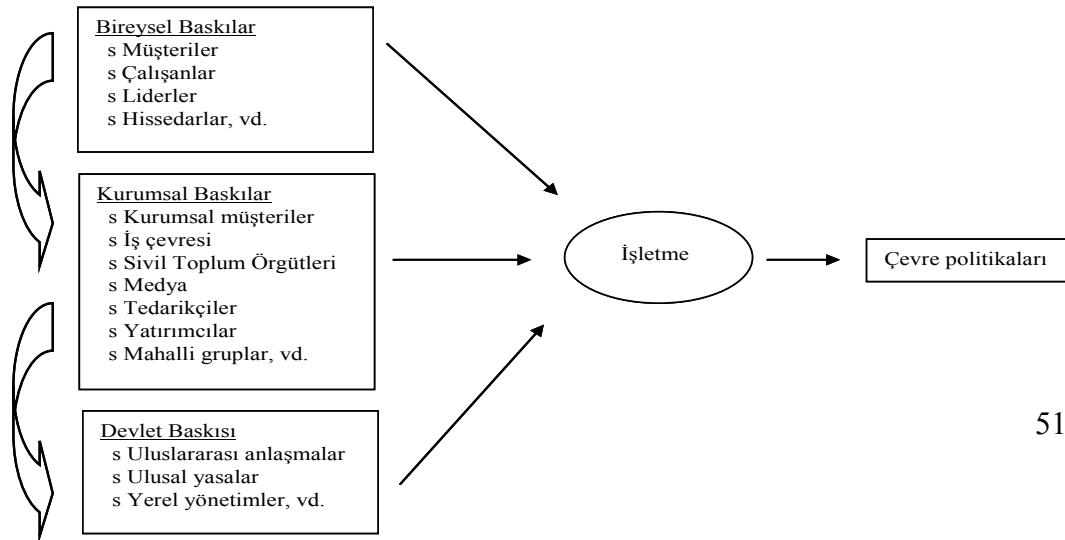 Bireysel Baskılar
s Müşteriler
s Çalışanlar
s Liderler
s Hissedarlar, vd.
Kurumsal Baskılar
s Kurumsal müşteriler
s İş çevresi
s Sivil Toplum Örgütleri
s Medya
s Tedarikçiler
s Yatırımcılar
s Mahalli gruplar, vd.
Devlet Baskısı
s Uluslararası anlaşmalar
s Ulusal yasalar
s Yerel yönetimler, vd.
İşletme
Çevre politikaları
51